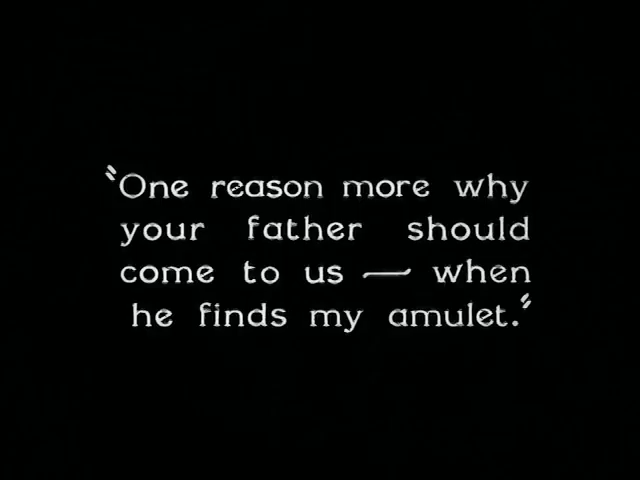 "One reason more why
your father should
come to us — when
he finds my amulet."